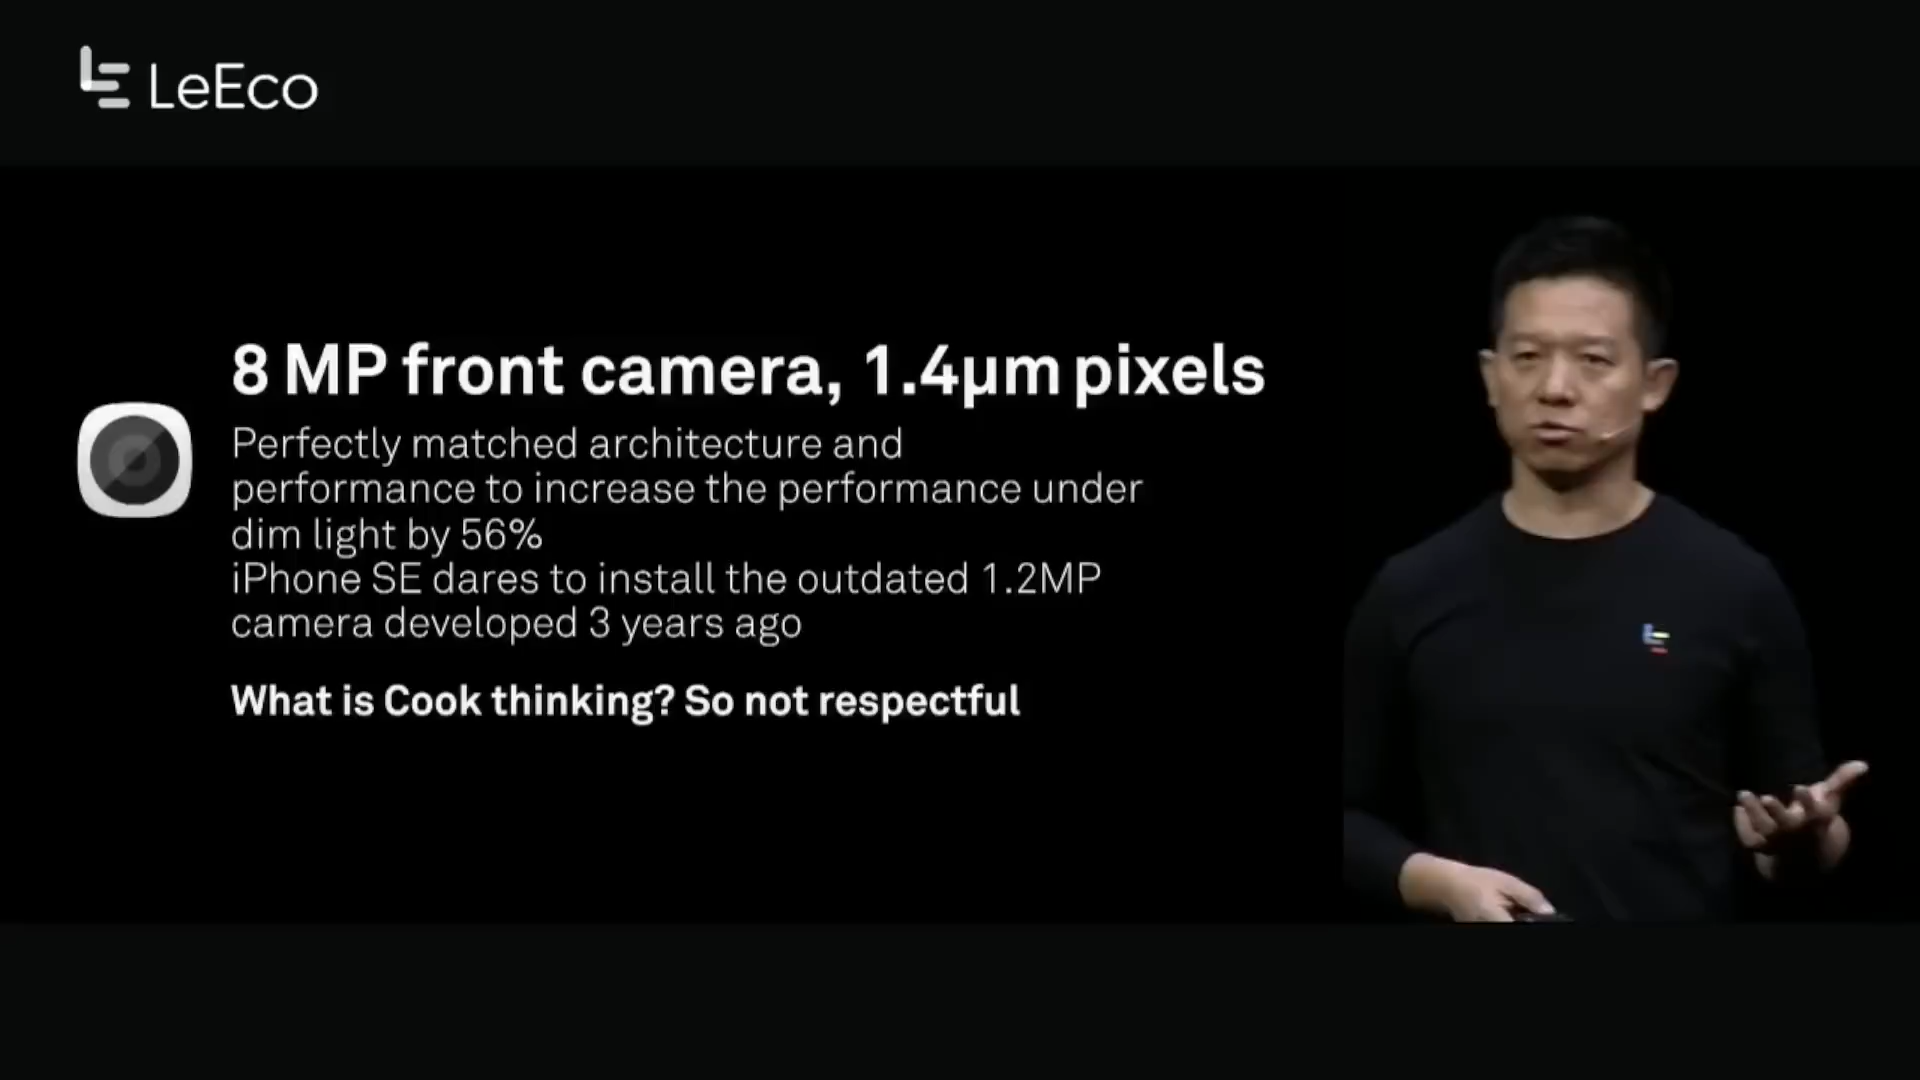 LeEco
8 MP front camera, 1.4µm pixels
Perfectly matched architecture and
performance to increase the performance under
dim light by 56%
iPhone SE dares to install the outdated 1.2MP
camera developed 3 years ago
What is Cook thinking? So not respectful